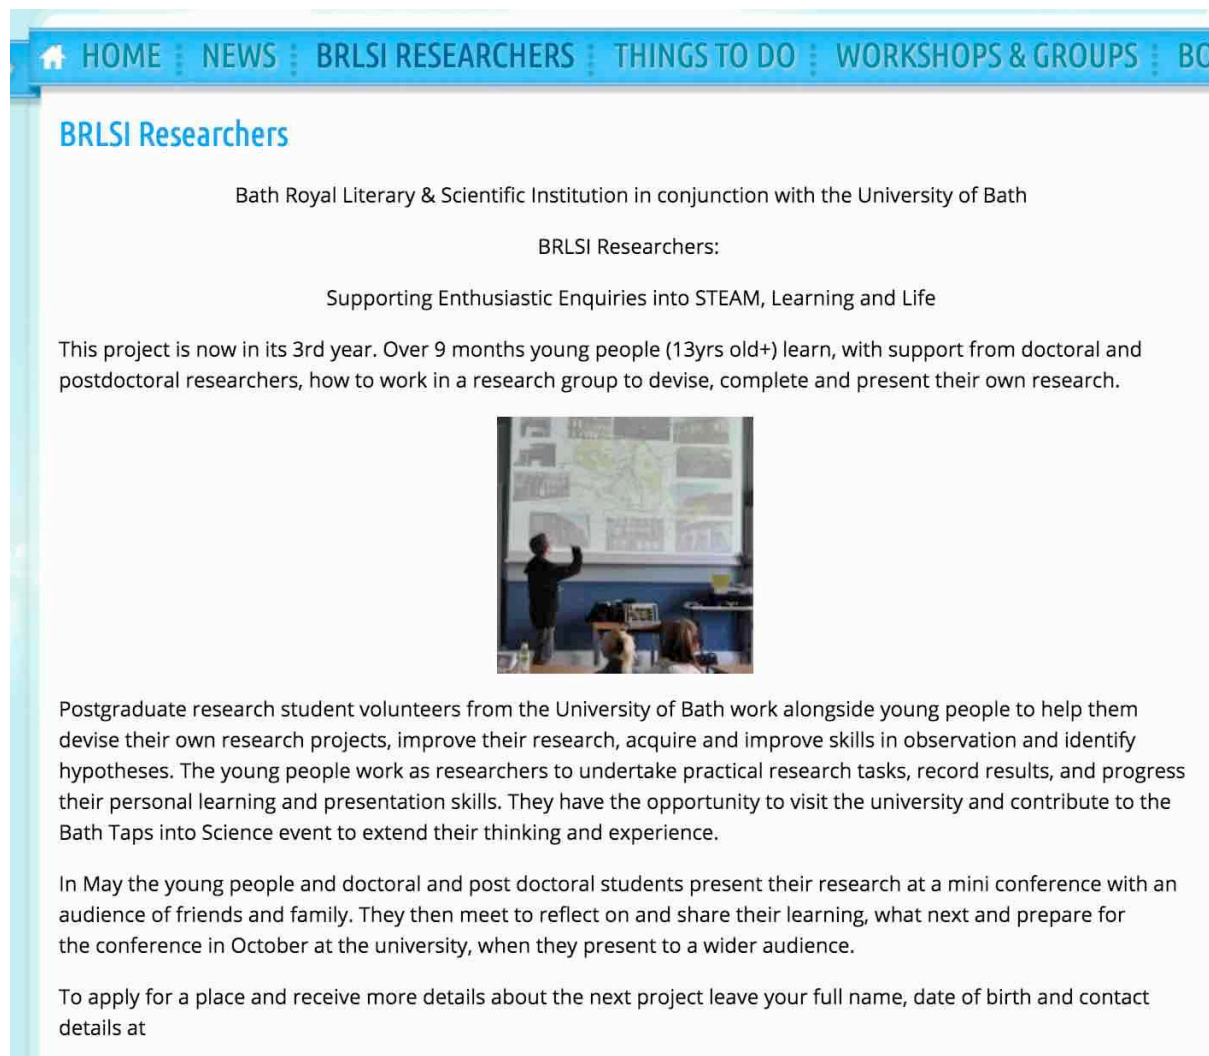 HOME NEWS BRLSI RESEARCHERS THINGS TO DO WORKSHOPS & GROUPS
BRLSI Researchers
Bath Royal Literary & Scientific Institution in conjunction with the University of Bath
BRLSI Researchers:
Supporting Enthusiastic Enquiries into STEAM, Learning and Life
This project is now in its 3rd year. Over 9 months young people (13yrs old+) learn, with support from doctoral and
postdoctoral researchers, how to work in a research group to devise, complete and present their own research.
Postgraduate research student volunteers from the University of Bath work alongside young people to help them
devise their own research projects, improve their research, acquire and improve skills in observation and identify
hypotheses. The young people work as researchers to undertake practical research tasks, record results, and progress
their personal learning and presentation skills. They have the opportunity to visit the university and contribute to the
Bath Taps into Science event to extend their thinking and experience.
In May the young people and doctoral and post doctoral students present their research at a mini conference with an
audience of friends and family. They then meet to reflect on and share their learning, what next and prepare for
the conference in October at the university, when they present to a wider audience.
To apply for a place and receive more details about the next project leave your full name, date of birth and contact
details at